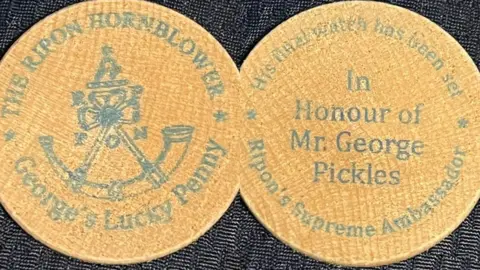 THE RIPON HORNBLOWER
R I P O N
George's Lucky Penny
His final watch has been set
In
Honour of
Mr. George
Pickles
Ripon's Supreme Ambassador